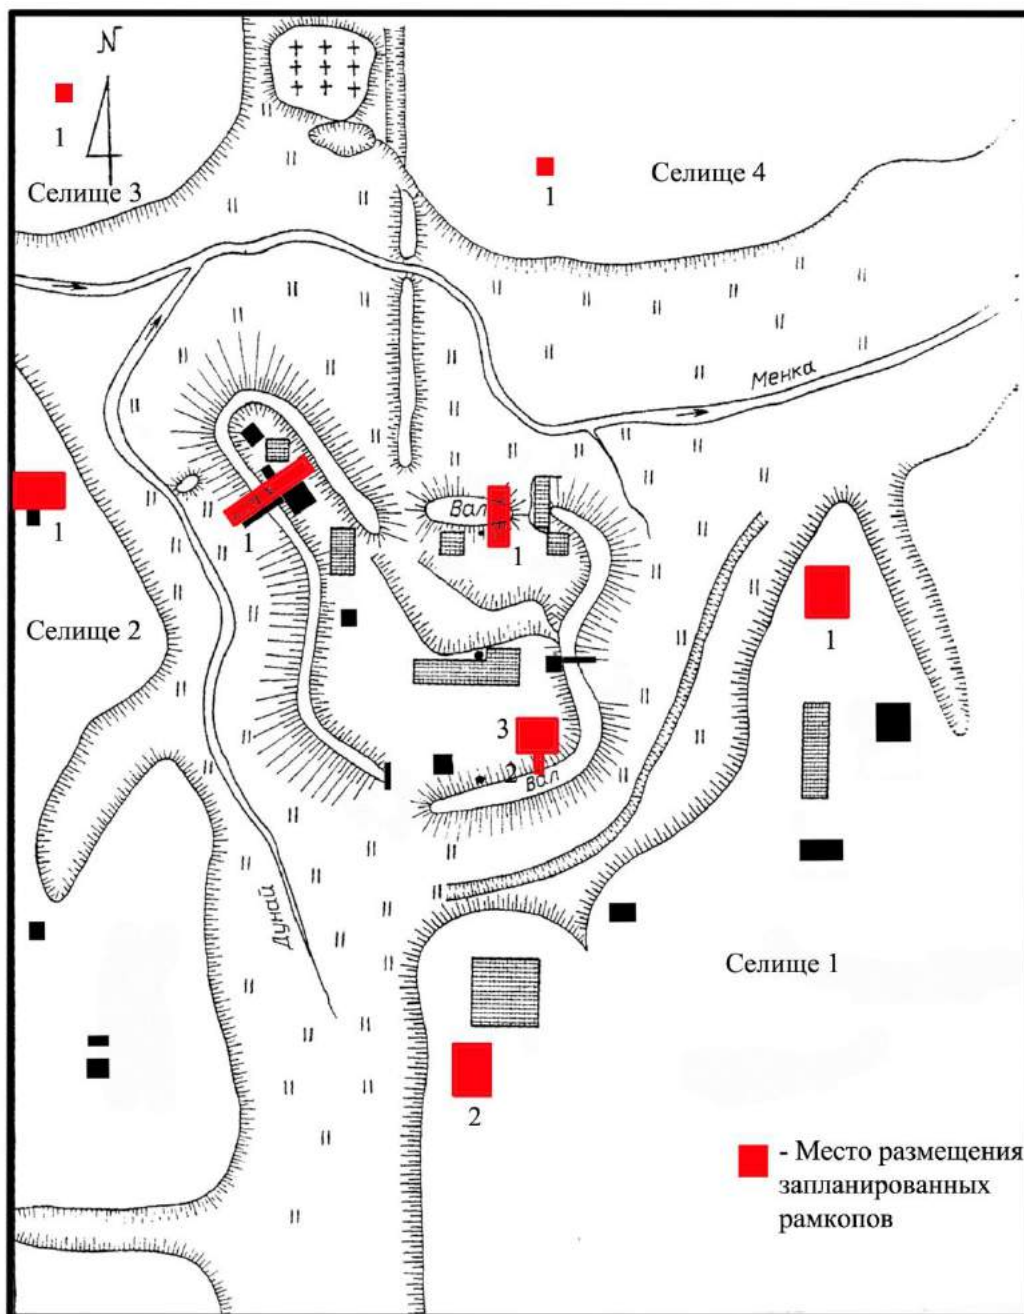 N
1
Селище 3
1
Селище 4
Менка
1
1
Вал
1
1
Селище 2
3
2
Вал
Дунай
Селище 1
2
- Место размещения
запланированных
рамкопов